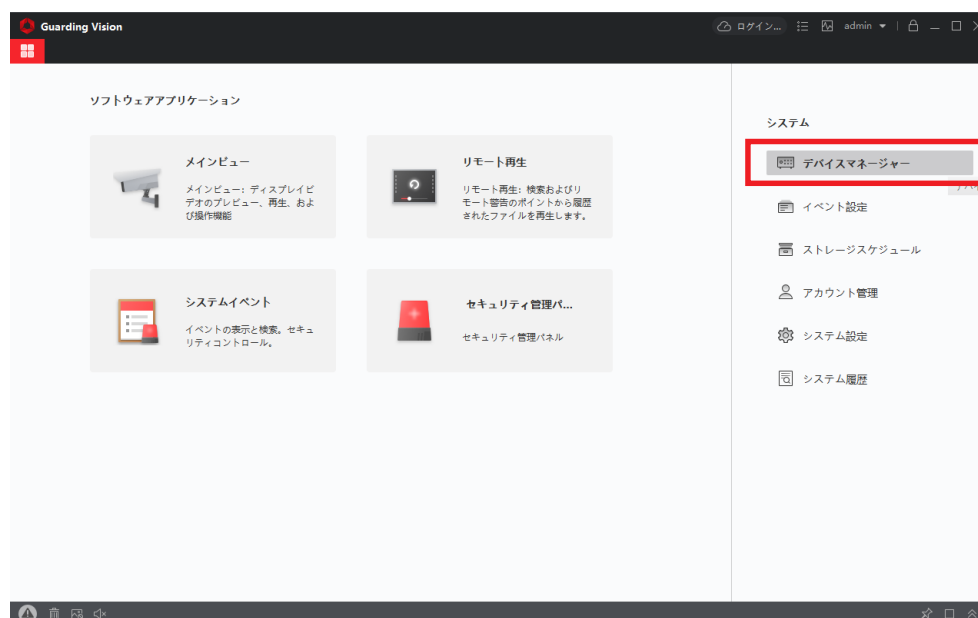 Guarding Vision
ログイン...
admin
ソフトウェアアプリケーション
メインビュー
メインビュー: ディスプレイビ
デオのプレビュー、再生、およ
び操作機能
リモート再生
リモート再生: 検索およびリ
モート警告のポイントから履歴
されたファイルを再生します。
システムイベント
イベントの表示と検索。セキュ
リティコントロール。
セキュリティ管理パ...
セキュリティ管理パネル
システム
デバイスマネージャー
イベント設定
ストレージスケジュール
アカウント管理
システム設定
システム履歴